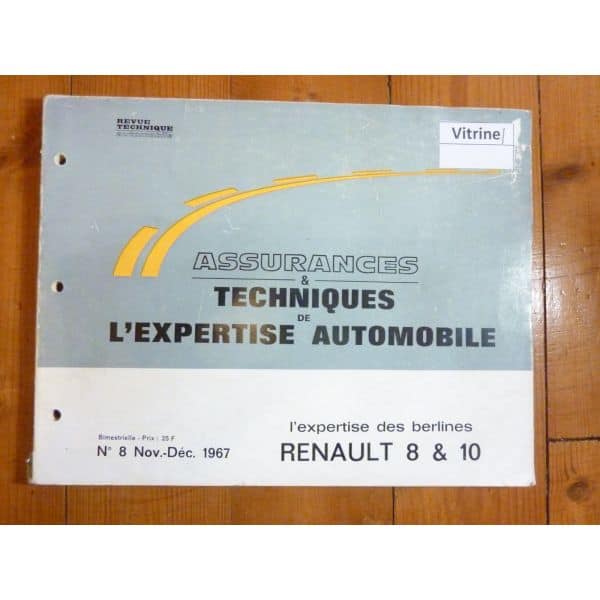 REVUE
TECHNIQUE
Vitrine/
ASSURANCES
&
TECHNIQUES
DE
L'EXPERTISE AUTOMOBILE
l'expertise des berlines
RENAULT 8 & 10
Bimestrielle - Prix : 25 F
N° 8 Nov.-Déc. 1967